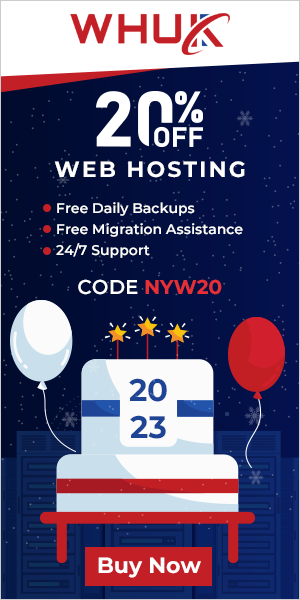 WHUK
20%
OFF
WEB HOSTING
Free Daily Backups
Free Migration Assistance
24/7 Support
CODE NYW20
20
23
Buy Now